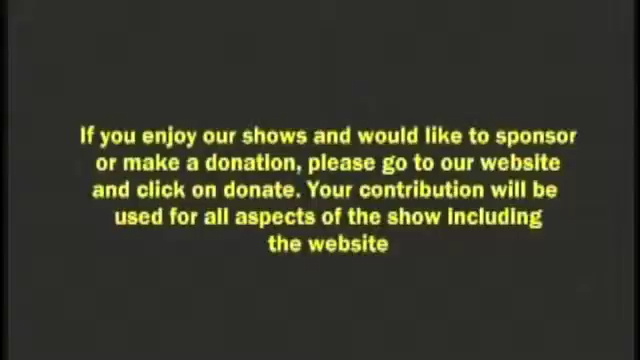 If you enjoy our shows and would like to sponsor
or make a donation, please go to our website
and click on donate. Your contribution will be
used for all aspects of the show including
the website